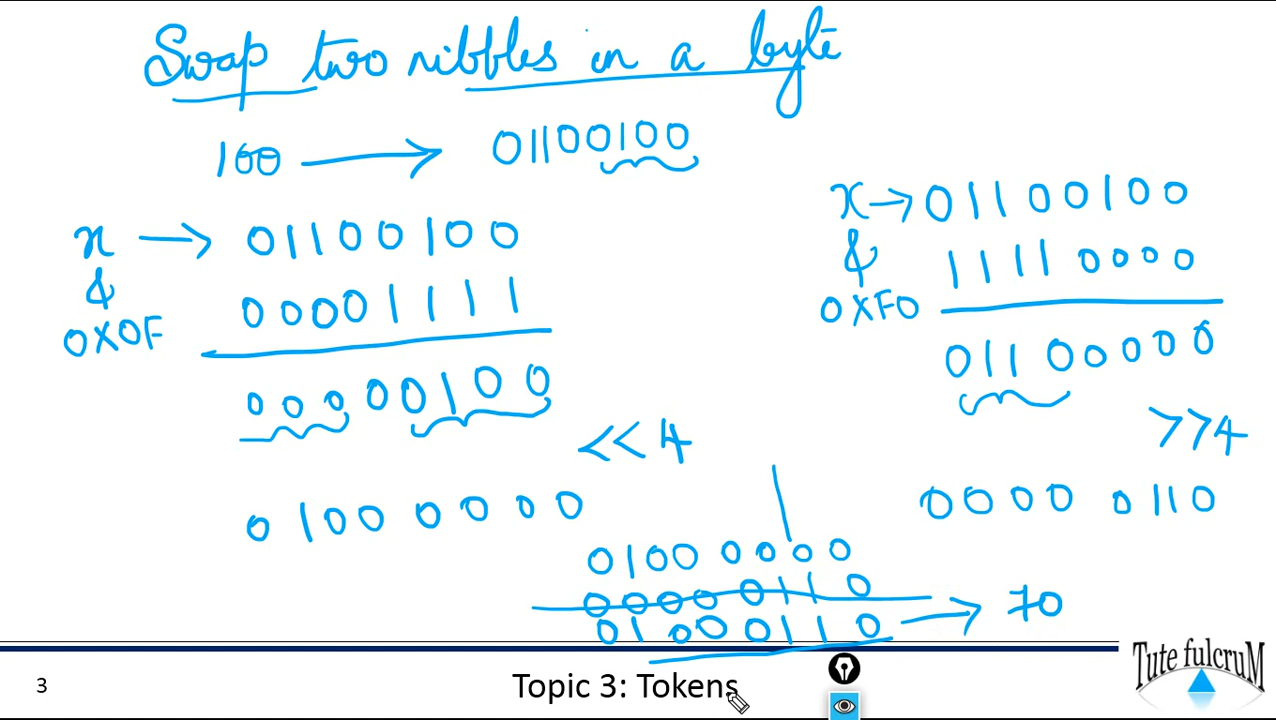 Swap two nibbles in a byte
100 → 01100100
x → 01100100
&
0X0F 00001111
00000100
<<4
01000000
x → 01100100
&
0XF0 11110000
01100000
>>4
0000 0110
|
0100 0000
0000 0110
01000110 → 70
3
Topic 3: Tokens
Tute fulcruM